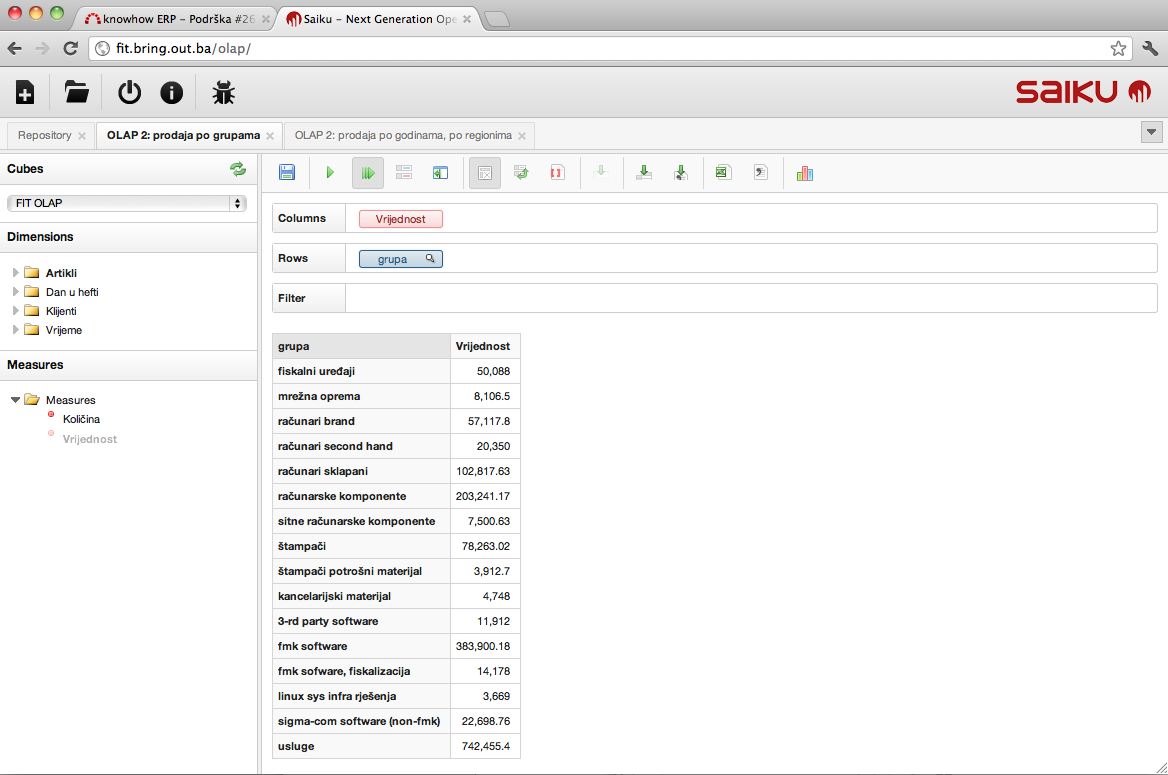 knowhow ERP – Podrška #26
Saiku – Next Generation Ope
fit.bring.out.ba/olap/
saiku
Repository
OLAP 2: prodaja po grupama
OLAP 2: prodaja po godinama, po regionima
Cubes
FIT OLAP
Dimensions
Artikli
Dan u hefti
Klijenti
Vrijeme
Measures
Measures
Količina
Vrijednost
Columns Vrijednost
Rows grupa
Filter
grupa Vrijednost
fiskalni uređaji 50,088
mrežna oprema 8,106.5
računari brand 57,117.8
računari second hand 20,350
računari sklapani 102,817.63
računarske komponente 203,241.17
sitne računarske komponente 7,500.63
štampači 78,263.02
štampači potrošni materijal 3,912.7
kancelarijski materijal 4,748
3-rd party software 11,912
fmk software 383,900.18
fmk sofware, fiskalizacija 14,178
linux sys infra rješenja 3,669
sigma-com software (non-fmk) 22,698.76
usluge 742,455.4